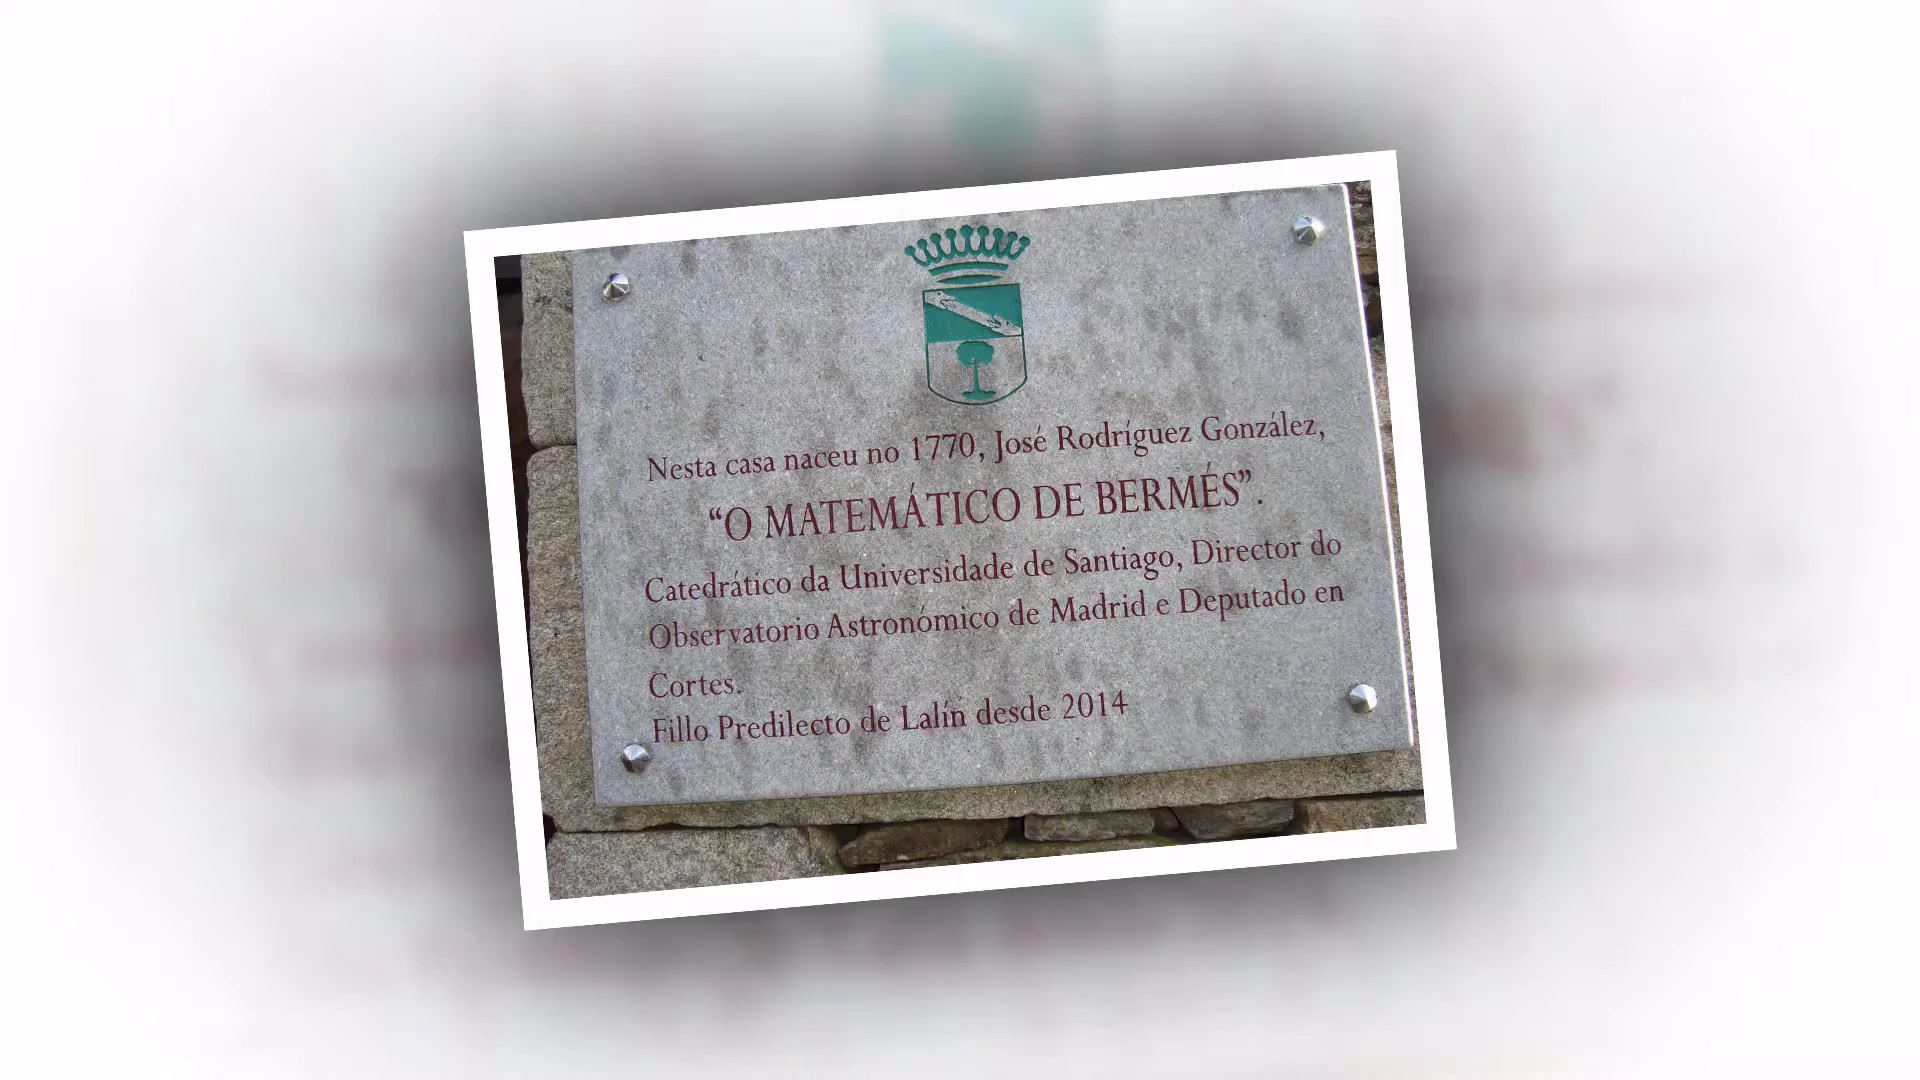 Nesta casa naceu no 1770, José Rodríguez González,
“O MATEMÁTICO DE BERMÉS”.
Catedrático da Universidade de Santiago, Director do
Observatorio Astronómico de Madrid e Deputado en
Cortes.
Fillo Predilecto de Lalín desde 2014